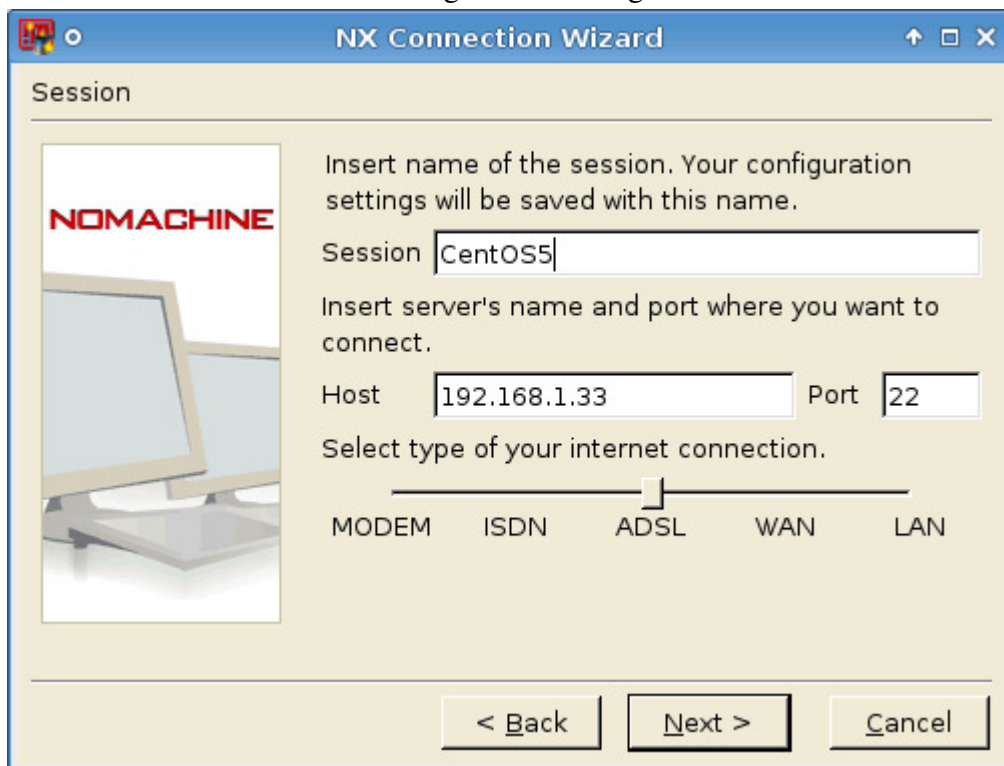 NX Connection Wizard
Session
NOMACHINE
Insert name of the session. Your configuration
settings will be saved with this name.
Session CentOS5
Insert server's name and port where you want to
connect.
Host 192.168.1.33 Port 22
Select type of your internet connection.
MODEM ISDN ADSL WAN LAN
< Back Next > Cancel